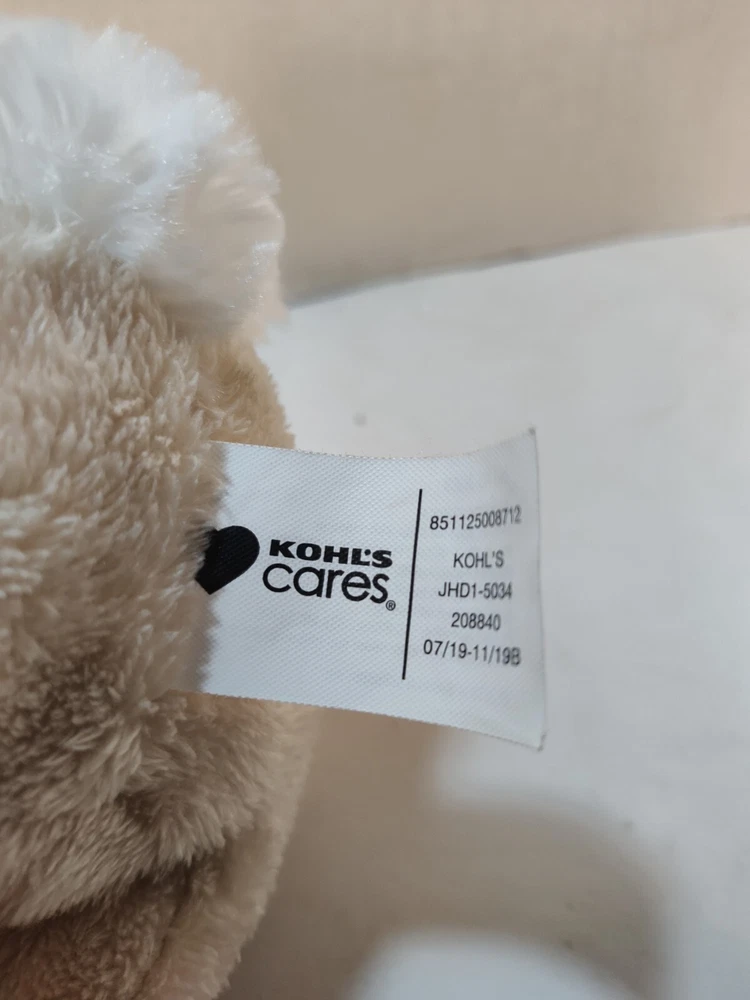 KOHL'S
cares®
851125008712
KOHL'S
JHD1-5034
208840
07/19-11/19B